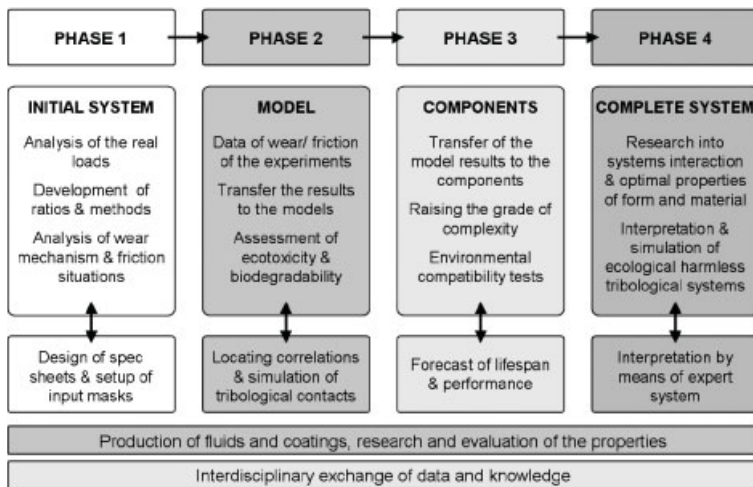 PHASE 1
PHASE 2
PHASE 3
PHASE 4
INITIAL SYSTEM
Analysis of the real
loads
Development of
ratios & methods
Analysis of wear
mechanism & friction
situations
MODEL
Data of wear/ friction
of the experiments
Transfer the results
to the models
Assessment of
ecotoxicity &
biodegradability
COMPONENTS
Transfer of the
model results to the
components
Raising the grade of
complexity
Environmental
compatibility tests
COMPLETE SYSTEM
Research into
systems interaction
& optimal properties
of form and material
Interpretation &
simulation of
ecological harmless
tribological systems
Design of spec
sheets & setup of
input masks
Locating correlations
& simulation of
tribological contacts
Forecast of lifespan
& performance
Interpretation by
means of expert
system
Production of fluids and coatings, research and evaluation of the properties
Interdisciplinary exchange of data and knowledge